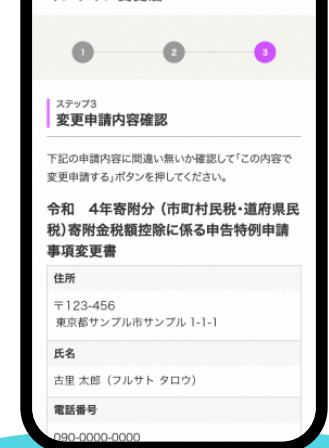 1
2
3
ステップ3
変更申請内容確認
下記の申請内容に間違い無いか確認して「この内容で
変更申請する」ボタンを押してください。
令和　4年寄附分（市町村民税・道府県民
税）寄附金税額控除に係る申告特例申請
事項変更書
住所
〒123-456
東京都サンプル市サンプル 1-1-1
氏名
古里 太郎（フルサト タロウ）
電話番号
090-0000-0000